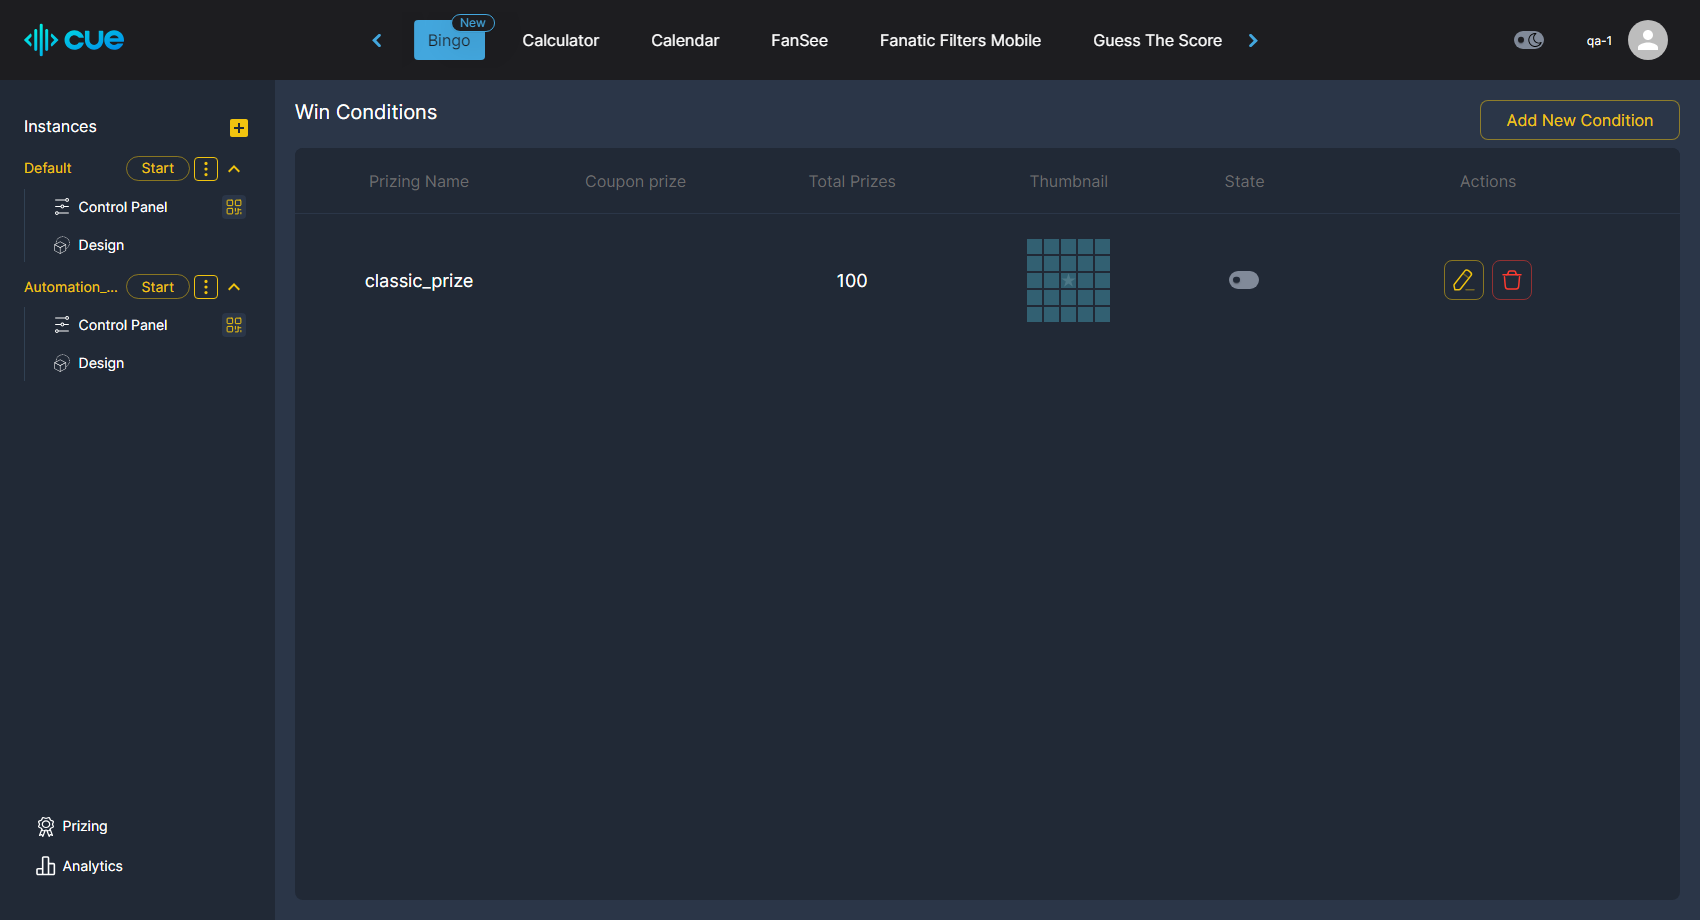 cue
New
Bingo
Calculator
Calendar
FanSee
Fanatic Filters Mobile
Guess The Score
qa-1
Instances
Default
Start
Control Panel
Design
Automation_...
Start
Control Panel
Design
Prizing
Analytics
Win Conditions
Add New Condition
Prizing Name
Coupon prize
Total Prizes
Thumbnail
State
Actions
classic_prize
100